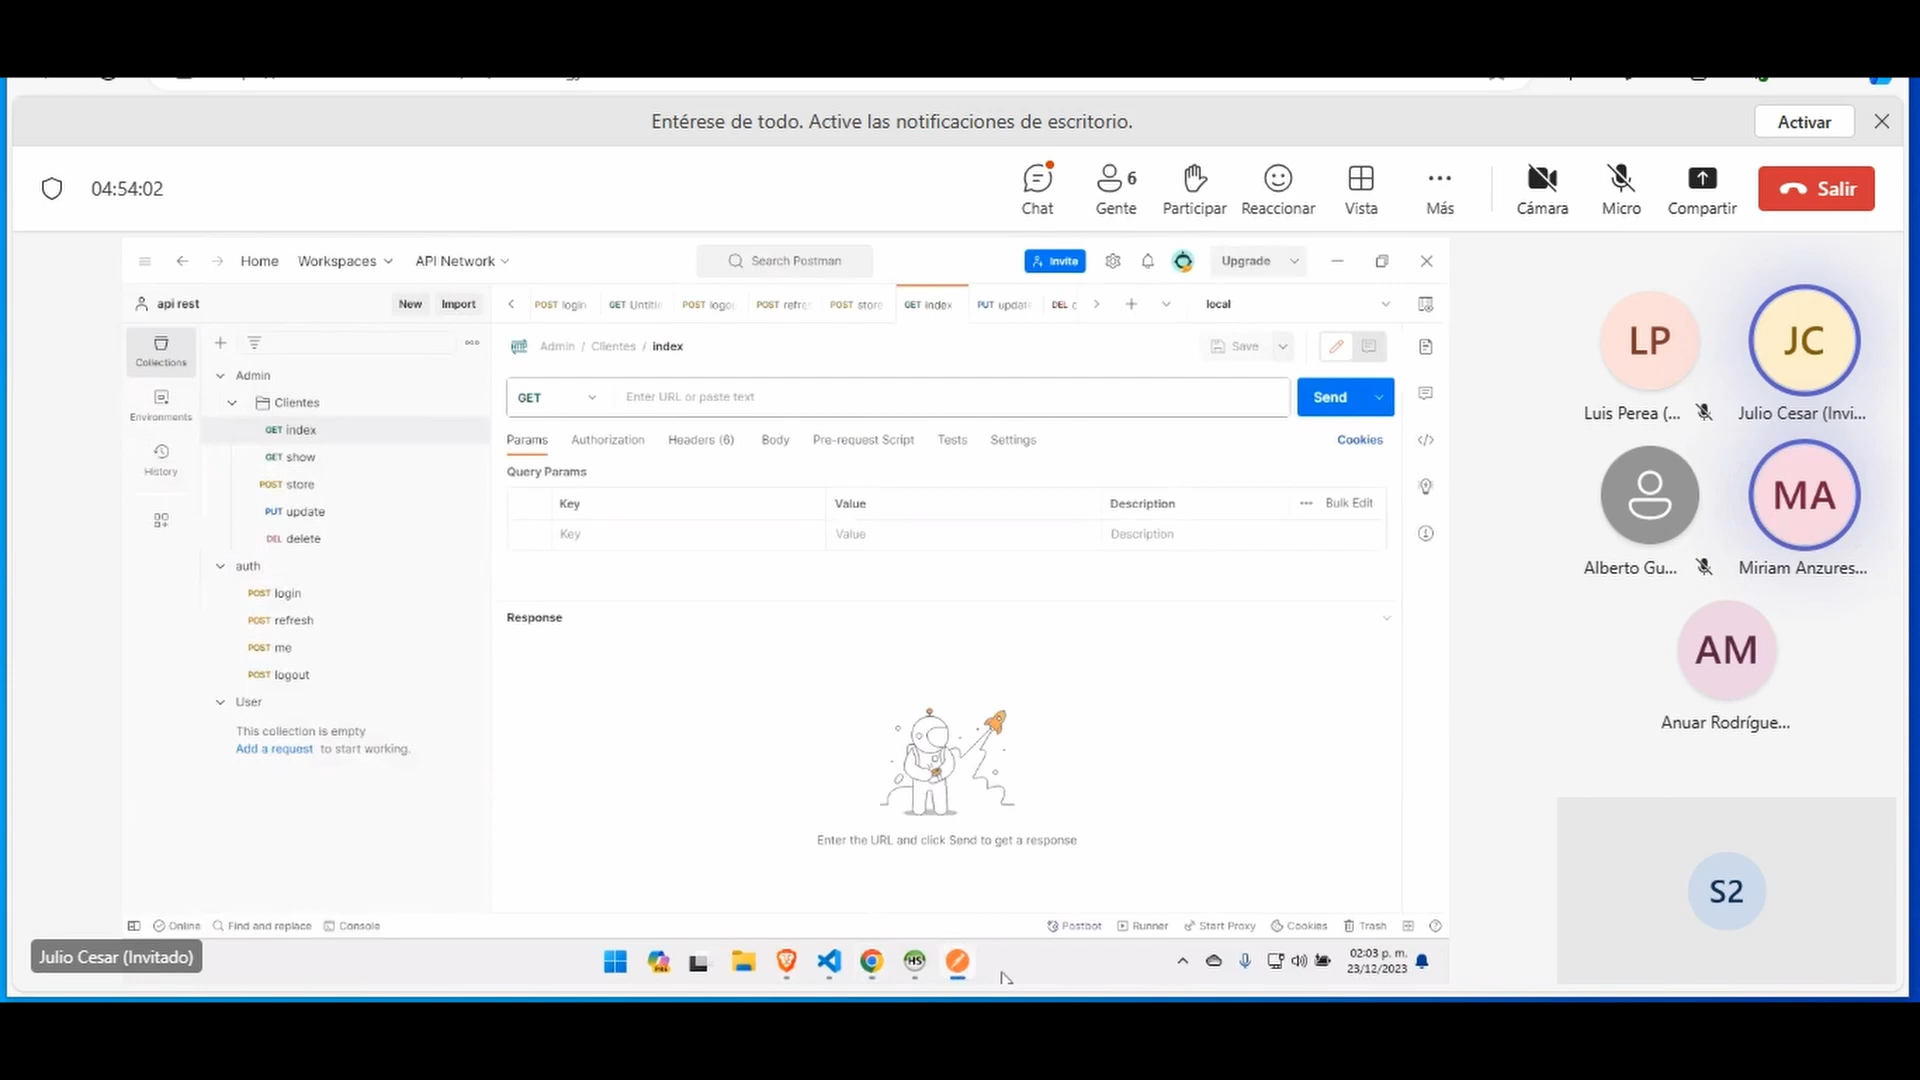 Entérese de todo. Active las notificaciones de escritorio.
Activar
04:54:02
Chat
6
Gente
Participar
Reaccionar
Vista
Más
Cámara
Micro
Compartir
Salir
Home
Workspaces
API Network
Search Postman
Invite
Upgrade
api rest
New
Import
POST login
GET Untitl
POST logou
POST refre
POST store
GET index
PUT update
DEL
local
Collections
Environments
History
Admin
Clientes
GET index
GET show
POST store
PUT update
DEL delete
auth
POST login
POST refresh
POST me
POST logout
User
This collection is empty
Add a request to start working.
Admin / Clientes / index
Save
GET
Enter URL or paste text
Send
Params
Authorization
Headers (6)
Body
Pre-request Script
Tests
Settings
Cookies
Query Params
Key
Value
Description
Bulk Edit
Key
Value
Description
Response
Enter the URL and click Send to get a response
Online
Find and replace
Console
Postbot
Runner
Start Proxy
Cookies
Trash
Julio Cesar (Invitado)
HS
02:03 p. m.
23/12/2023
LP
Luis Perea (...
JC
Julio Cesar (Invi...
Alberto Gu...
MA
Miriam Anzures...
AM
Anuar Rodrígue...
S2